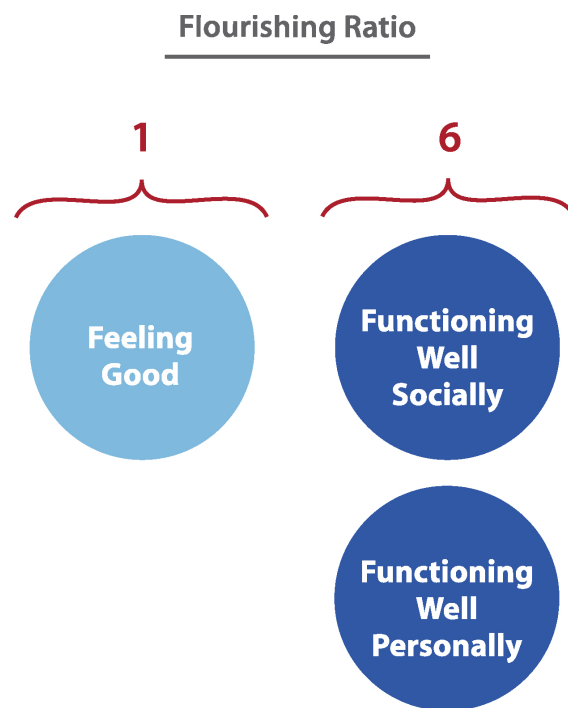 Flourishing Ratio
1
6
Feeling
Good
Functioning
Well
Socially
Functioning
Well
Personally